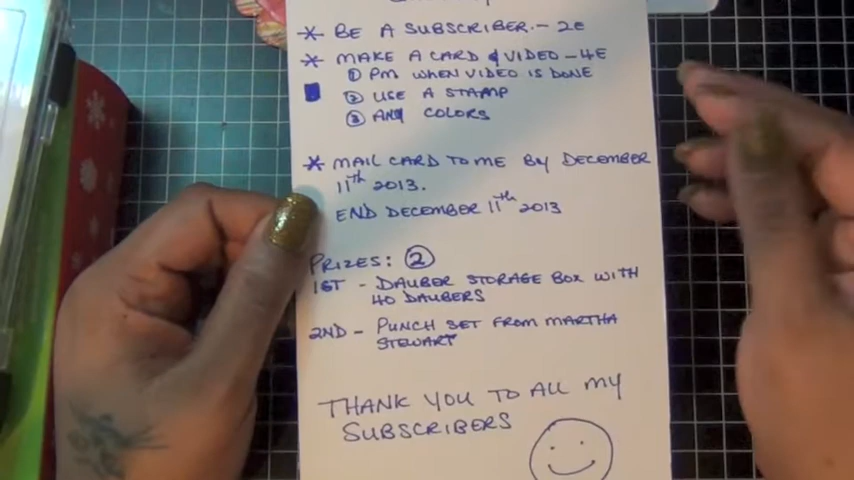 * BE A SUBSCRIBER. - 2E
* MAKE A CARD & VIDEO - 4E
① PM WHEN VIDEO IS DONE
② USE A STAMP
③ ANY COLORS
* MAIL CARD TO ME BY DECEMBER
11th 2013.
END DECEMBER 11th 2013
PRIZES: ②
1ST - DAUBER STORAGE BOX WITH
40 DAUBERS
2ND - PUNCH SET FROM MARTHA
STEWART
THANK YOU TO ALL MY
SUBSCRIBERS